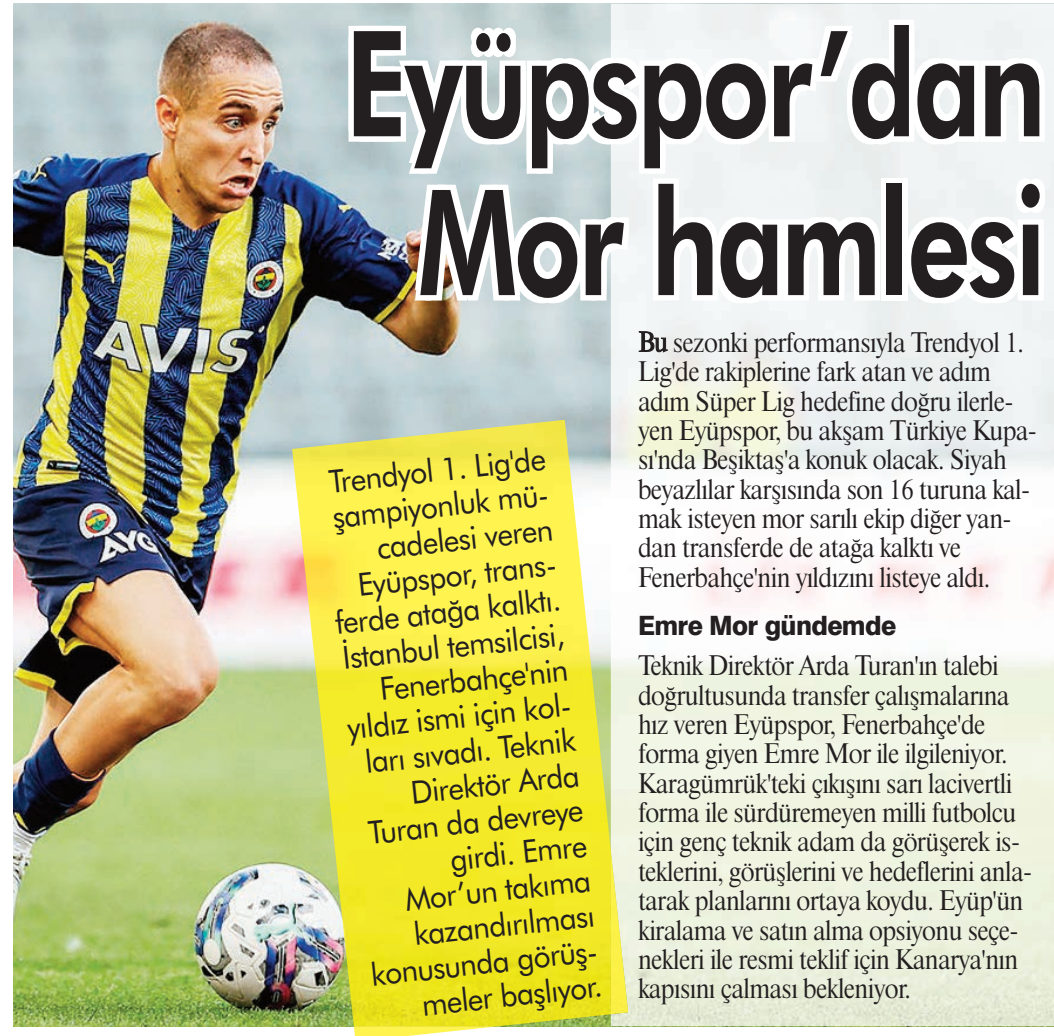 Eyüpspor'dan
Mor hamlesi
Bu sezonki performansıyla Trendyol 1.
Lig'de rakiplerine fark atan ve adım
adım Süper Lig hedefine doğru ilerle-
yen Eyüpspor, bu akşam Türkiye Kupa-
sı'nda Beşiktaş'a konuk olacak. Siyah
beyazlılar karşısında son 16 turuna kal-
mak isteyen mor sarılı ekip diğer yan-
dan transferde de atağa kalktı ve
Fenerbahçe'nin yıldızını listeye aldı.
Emre Mor gündemde
Teknik Direktör Arda Turan'ın talebi
doğrultusunda transfer çalışmalarına
hız veren Eyüpspor, Fenerbahçe'de
forma giyen Emre Mor ile ilgileniyor.
Karagümrük'teki çıkışını sarı lacivertli
forma ile sürdüremeyen milli futbolcu
için genç teknik adam da görüşerek is-
teklerini, görüşlerini ve hedeflerini anla-
tarak planlarını ortaya koydu. Eyüp'ün
kiralama ve satın alma opsiyonu seçe-
nekleri ile resmi teklif için Kanarya'nın
kapısını çalması bekleniyor.
Trendyol 1. Lig'de
şampiyonluk mü-
cadelesi veren
Eyüpspor, trans-
ferde atağa kalktı.
İstanbul temsilcisi,
Fenerbahçe'nin
yıldız ismi için kol-
ları sıvadı. Teknik
Direktör Arda
Turan da devreye
girdi. Emre
Mor'un takıma
kazandırılması
konusunda görüş-
meler başlıyor.
AVIS
AYG